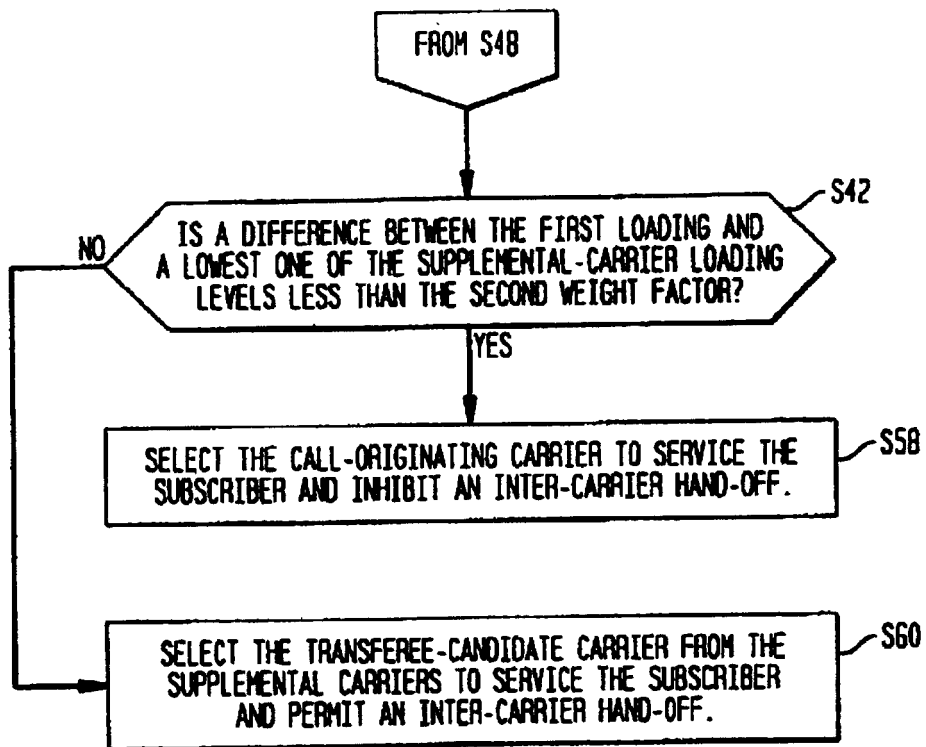 FROM S48
S42
IS A DIFFERENCE BETWEEN THE FIRST LOADING AND
A LOWEST ONE OF THE SUPPLEMENTAL-CARRIER LOADING
LEVELS LESS THAN THE SECOND WEIGHT FACTOR?
NO
YES
S58
SELECT THE CALL-ORIGINATING CARRIER TO SERVICE THE
SUBSCRIBER AND INHIBIT AN INTER-CARRIER HAND-OFF.
S60
SELECT THE TRANSFEREE-CANDIDATE CARRIER FROM THE
SUPPLEMENTAL CARRIERS TO SERVICE THE SUBSCRIBER
AND PERMIT AN INTER-CARRIER HAND-OFF.